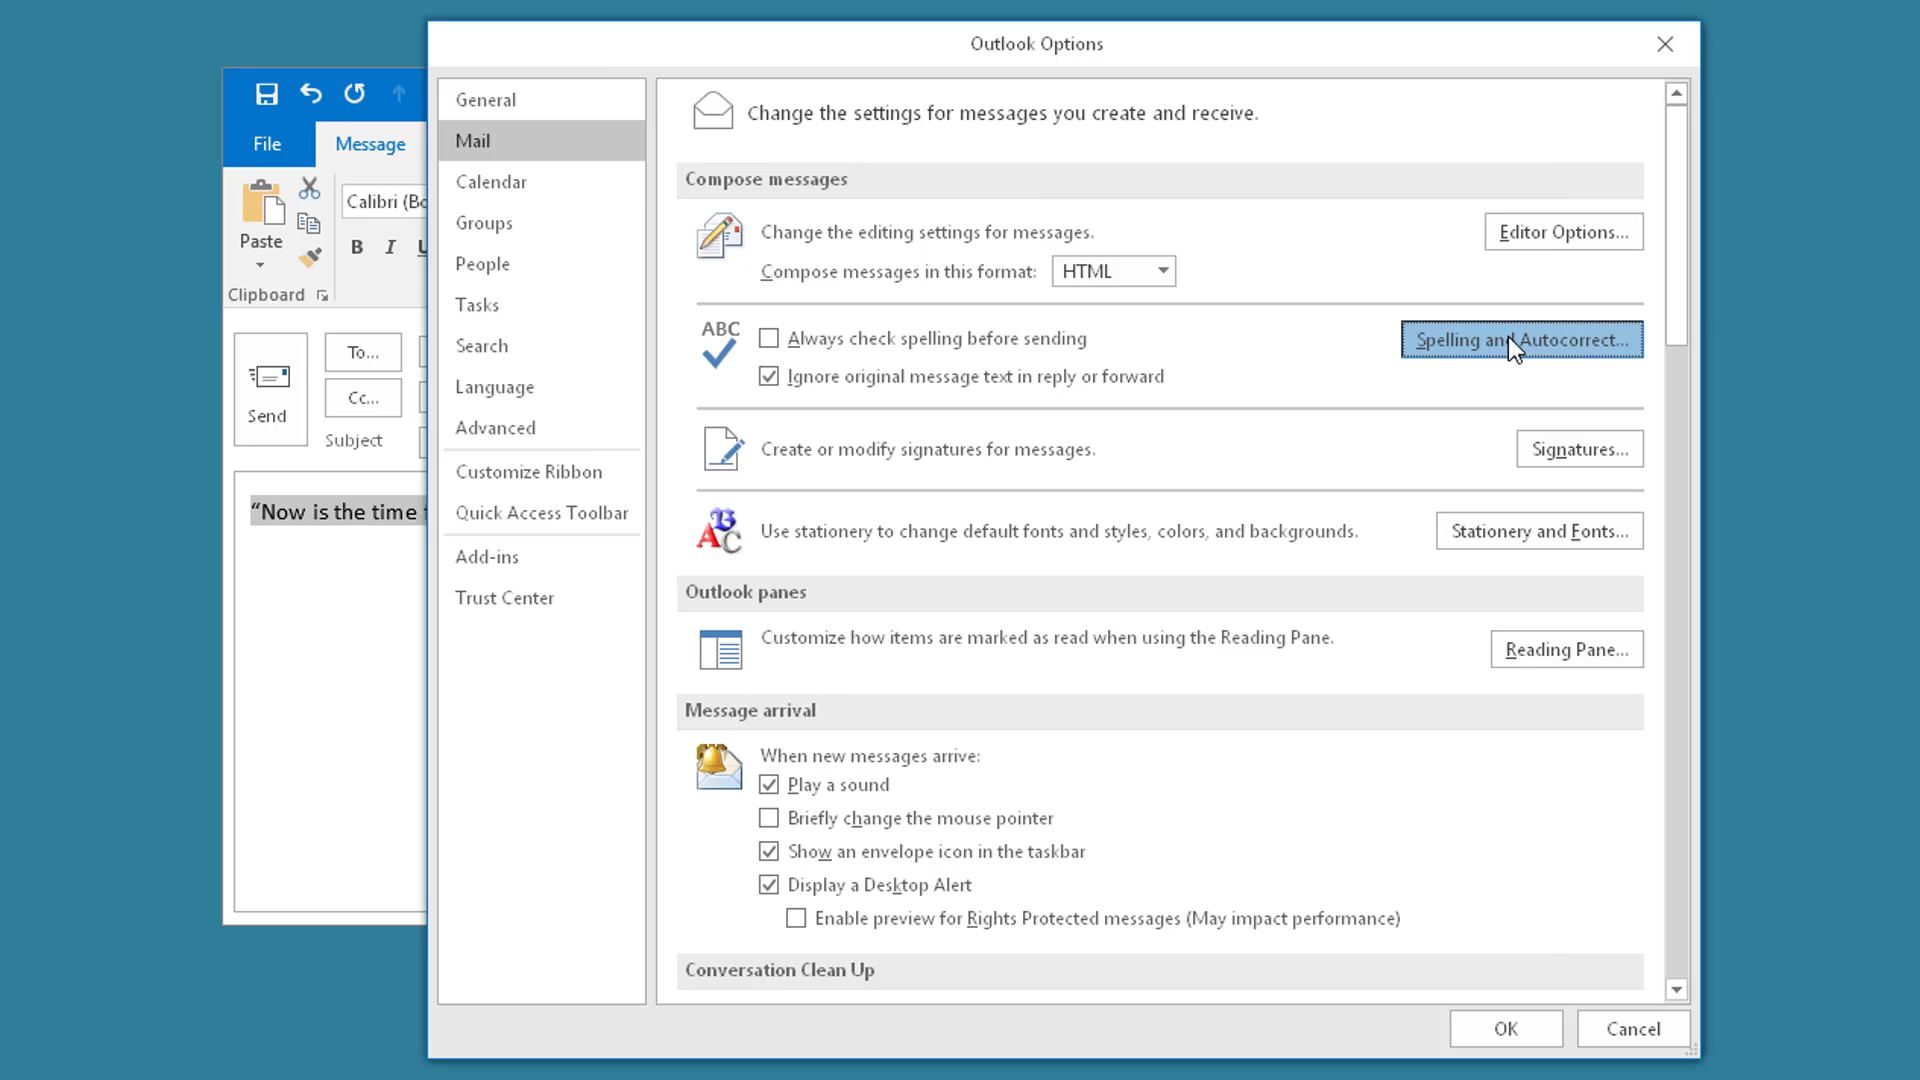 Outlook Options
File
Message
Paste
Calibri (Bo
B I U
Clipboard
Send
To...
Cc...
Subject
“Now is the time
General
Mail
Calendar
Groups
People
Tasks
Search
Language
Advanced
Customize Ribbon
Quick Access Toolbar
Add-ins
Trust Center
Change the settings for messages you create and receive.
Compose messages
Change the editing settings for messages.
Editor Options...
Compose messages in this format:
HTML
ABC
Always check spelling before sending
Spelling and Autocorrect...
Ignore original message text in reply or forward
Create or modify signatures for messages.
Signatures...
Use stationery to change default fonts and styles, colors, and backgrounds.
Stationery and Fonts...
Outlook panes
Customize how items are marked as read when using the Reading Pane.
Reading Pane...
Message arrival
When new messages arrive:
Play a sound
Briefly change the mouse pointer
Show an envelope icon in the taskbar
Display a Desktop Alert
Enable preview for Rights Protected messages (May impact performance)
Conversation Clean Up
OK
Cancel